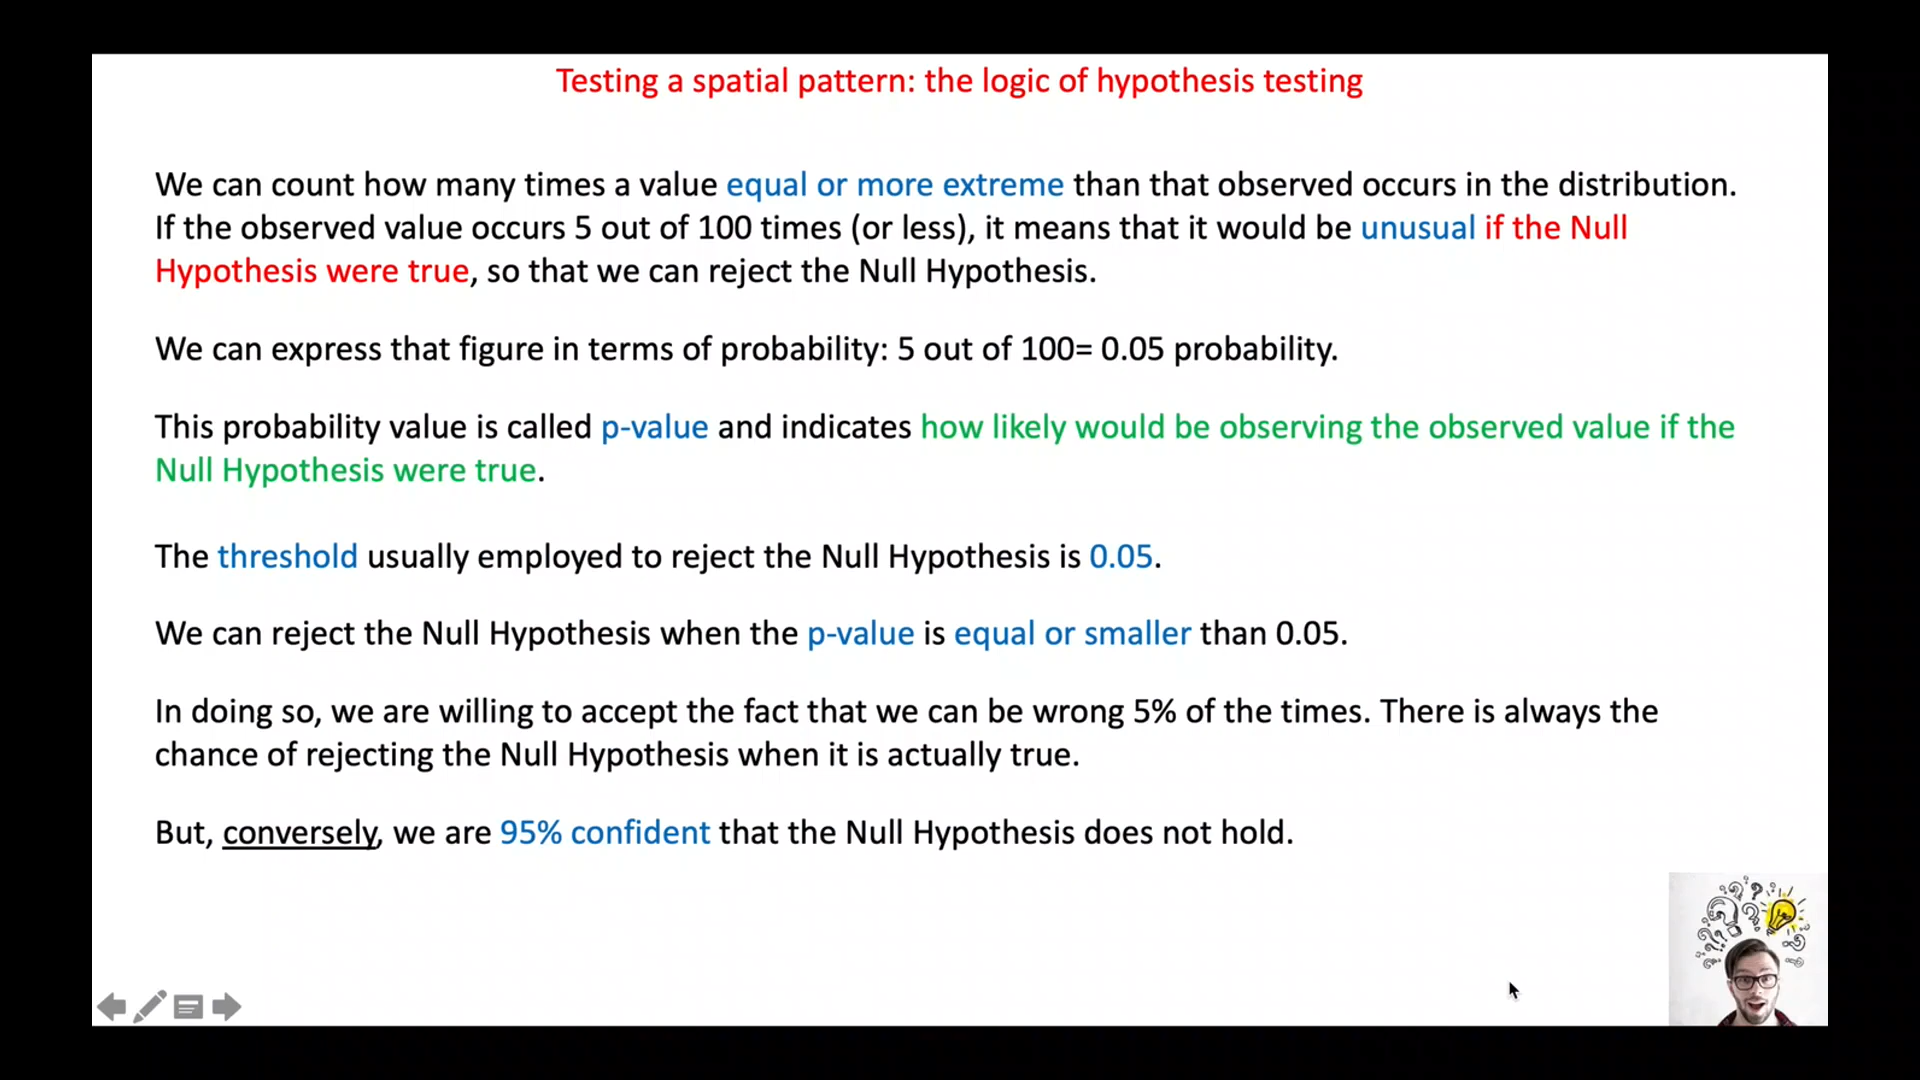 Testing a spatial pattern: the logic of hypothesis testing
We can count how many times a value equal or more extreme than that observed occurs in the distribution.
If the observed value occurs 5 out of 100 times (or less), it means that it would be unusual if the Null
Hypothesis were true, so that we can reject the Null Hypothesis.
We can express that figure in terms of probability: 5 out of 100= 0.05 probability.
This probability value is called p-value and indicates how likely would be observing the observed value if the
Null Hypothesis were true.
The threshold usually employed to reject the Null Hypothesis is 0.05.
We can reject the Null Hypothesis when the p-value is equal or smaller than 0.05.
In doing so, we are willing to accept the fact that we can be wrong 5% of the times. There is always the
chance of rejecting the Null Hypothesis when it is actually true.
But, conversely, we are 95% confident that the Null Hypothesis does not hold.